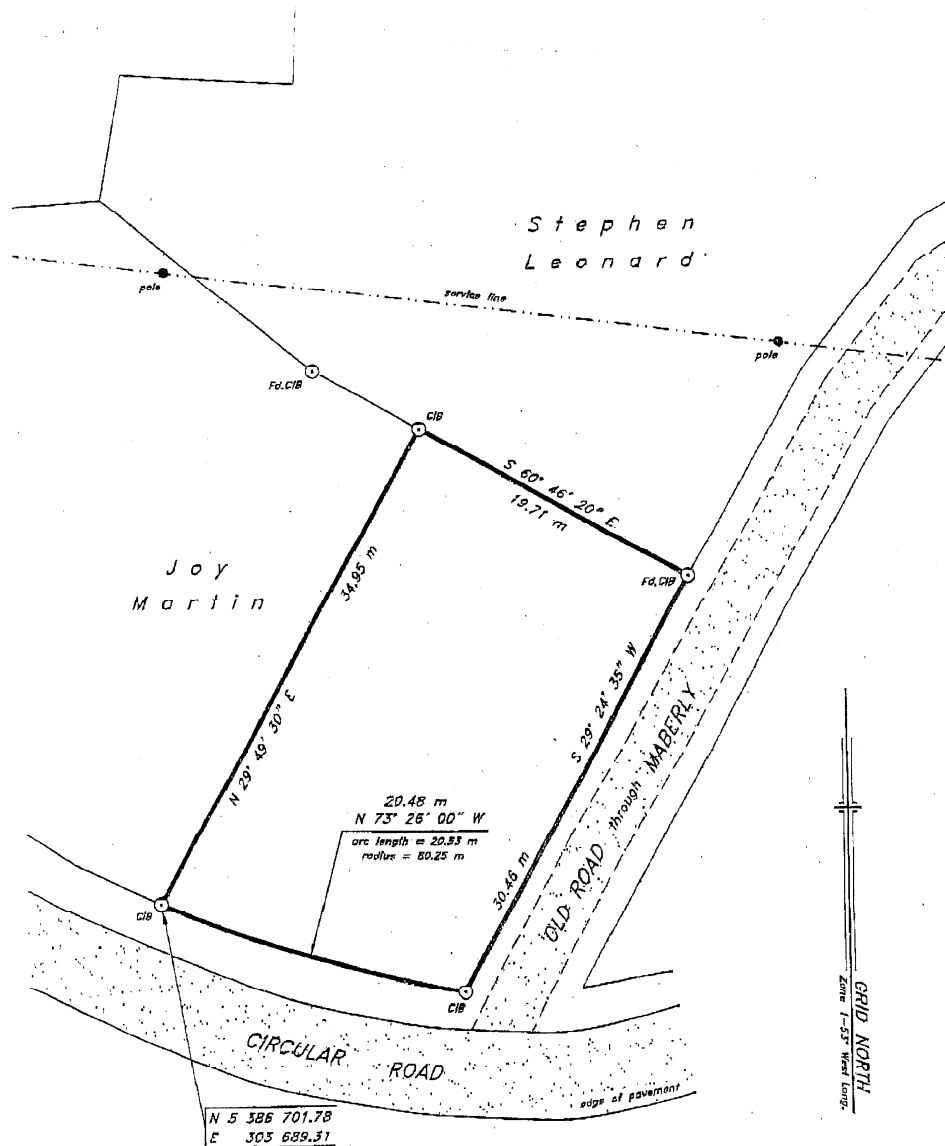 Stephen
Leonard
pole
service line
pole
Fd.CIB
CIB
S 60° 46' 20" E
19.71 m
Fd.CIB
Joy
Martin
34.95 m
N 29° 49' 30" E
S 29° 24' 35" W
30.46 m
OLD ROAD through MABERLY
20.48 m
N 73° 26' 00" W
arc length = 20.53 m
radius = 80.25 m
CIB
CIB
CIRCULAR
ROAD
edge of pavement
GRID NORTH
Zone 1-53° West Long.
N 5 386 701.78
E 303 689.31